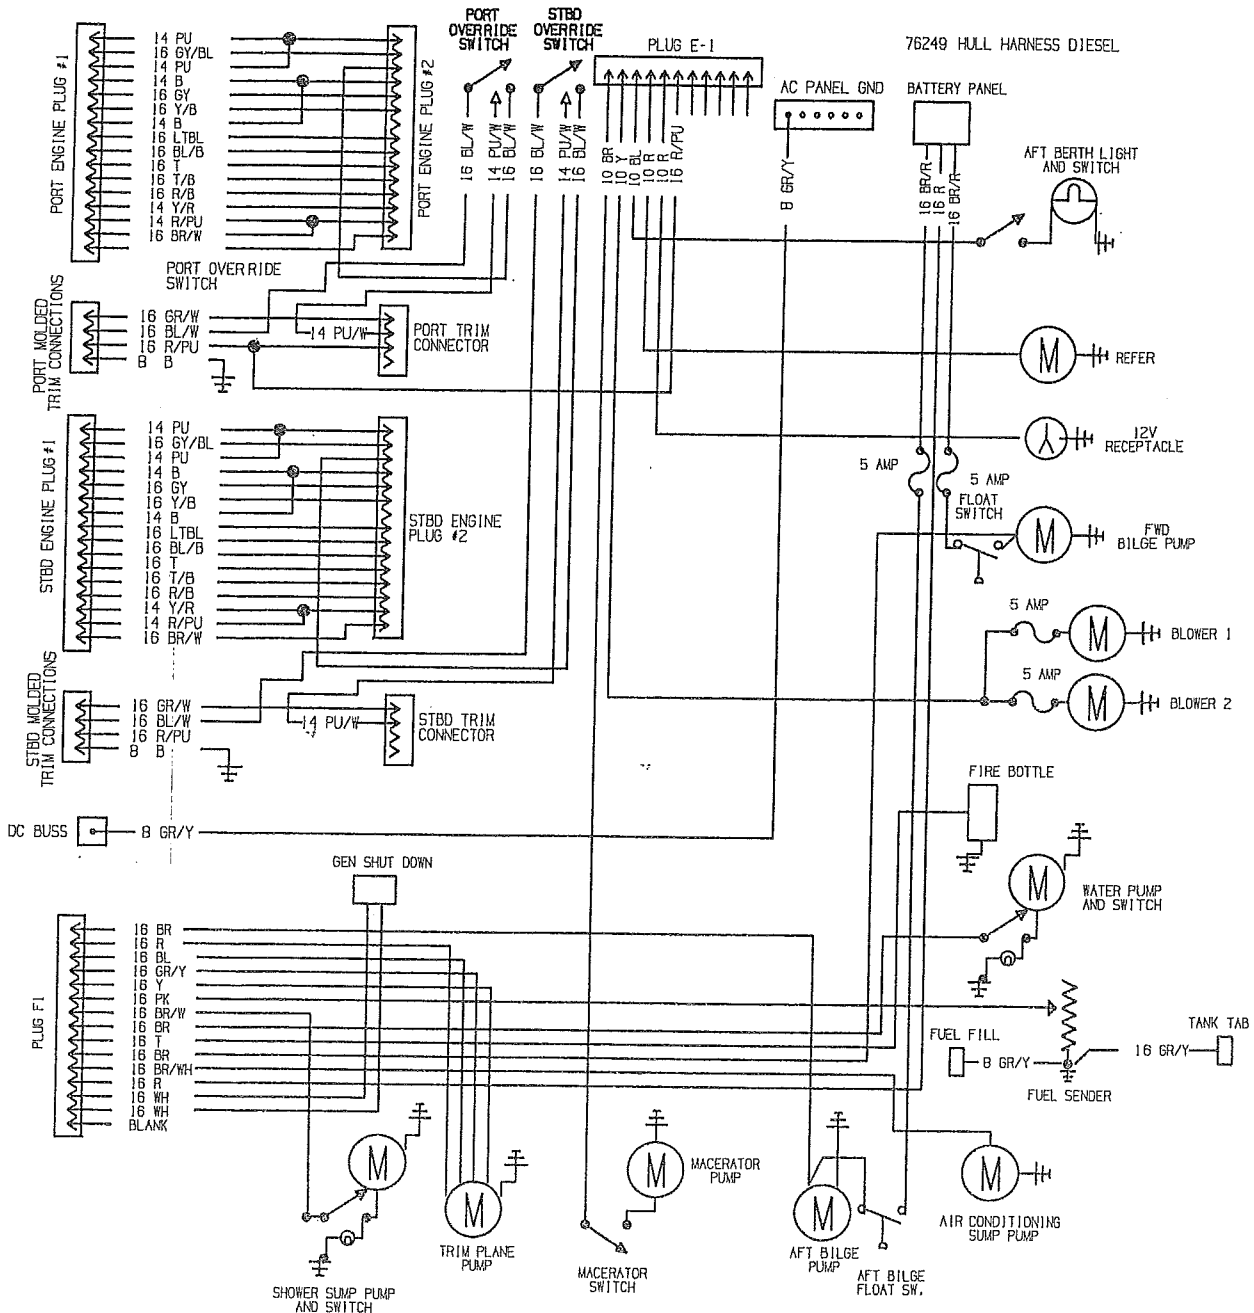 PORT OVERRIDE SWITCH
STBD OVERRIDE SWITCH
PLUG E-1
76249 HULL HARNESS DIESEL
AC PANEL GND
BATTERY PANEL
AFT BERTH LIGHT
AND SWITCH
PORT ENGINE PLUG #1
14 PU
16 GY/BL
14 PU
14 B
16 GY
16 Y/B
14 B
16 LTBL
16 BL/B
16 T
16 T/B
16 R/B
14 Y/R
14 R/PU
16 BR/W
PORT ENGINE PLUG #2
16 BL/W
14 PU/W
16 BL/W
16 BL/W
14 PU/W
16 BL/W
10 BR
10 Y
10 BL
10 R
10 R
16 R/PU
8 GR/Y
16 BR/R
16 R
16 BR/R
PORT OVERRIDE
SWITCH
PORT MOLDED
TRIM CONNECTIONS
16 GR/W
16 BL/W
16 R/PU
8 B
14 PU/W
PORT TRIM
CONNECTOR
REFER
12V
RECEPTACLE
5 AMP
5 AMP
FLOAT
SWITCH
FWD
BILGE PUMP
STBD ENGINE PLUG #1
14 PU
16 GY/BL
14 PU
14 B
16 GY
16 Y/B
14 B
16 LTBL
16 BL/B
16 T
16 T/B
16 R/B
14 Y/R
14 R/PU
16 BR/W
STBD ENGINE
PLUG #2
5 AMP
BLOWER 1
5 AMP
BLOWER 2
STBD MOLDED
TRIM CONNECTIONS
16 GR/W
16 BL/W
16 R/PU
8 B
14 PU/W
STBD TRIM
CONNECTOR
FIRE BOTTLE
DC BUSS
8 GR/Y
GEN SHUT DOWN
WATER PUMP
AND SWITCH
PLUG F1
16 BR
16 R
16 BL
16 GR/Y
16 Y
16 PK
16 BR/W
16 BR
16 T
16 BR
16 BR/WH
16 R
16 WH
16 WH
BLANK
FUEL FILL
8 GR/Y
16 GR/Y
TANK TAB
FUEL SENDER
M
M
M
M
M
M
M
M
M
M
M
SHOWER SUMP PUMP
AND SWITCH
TRIM PLANE
PUMP
MACERATOR
PUMP
MACERATOR
SWITCH
AFT BILGE
PUMP
AFT BILGE
FLOAT SW.
AIR CONDITIONING
SUMP PUMP